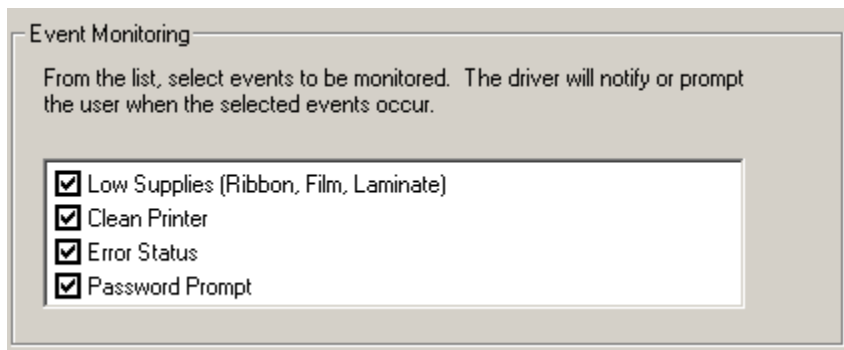 Event Monitoring
From the list, select events to be monitored.  The driver will notify or prompt
the user when the selected events occur.
Low Supplies (Ribbon, Film, Laminate)
Clean Printer
Error Status
Password Prompt